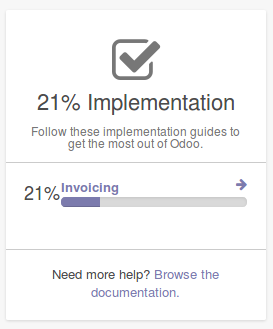 21% Implementation
Follow these implementation guides to
get the most out of Odoo.
21% Invoicing
Need more help? Browse the
documentation.